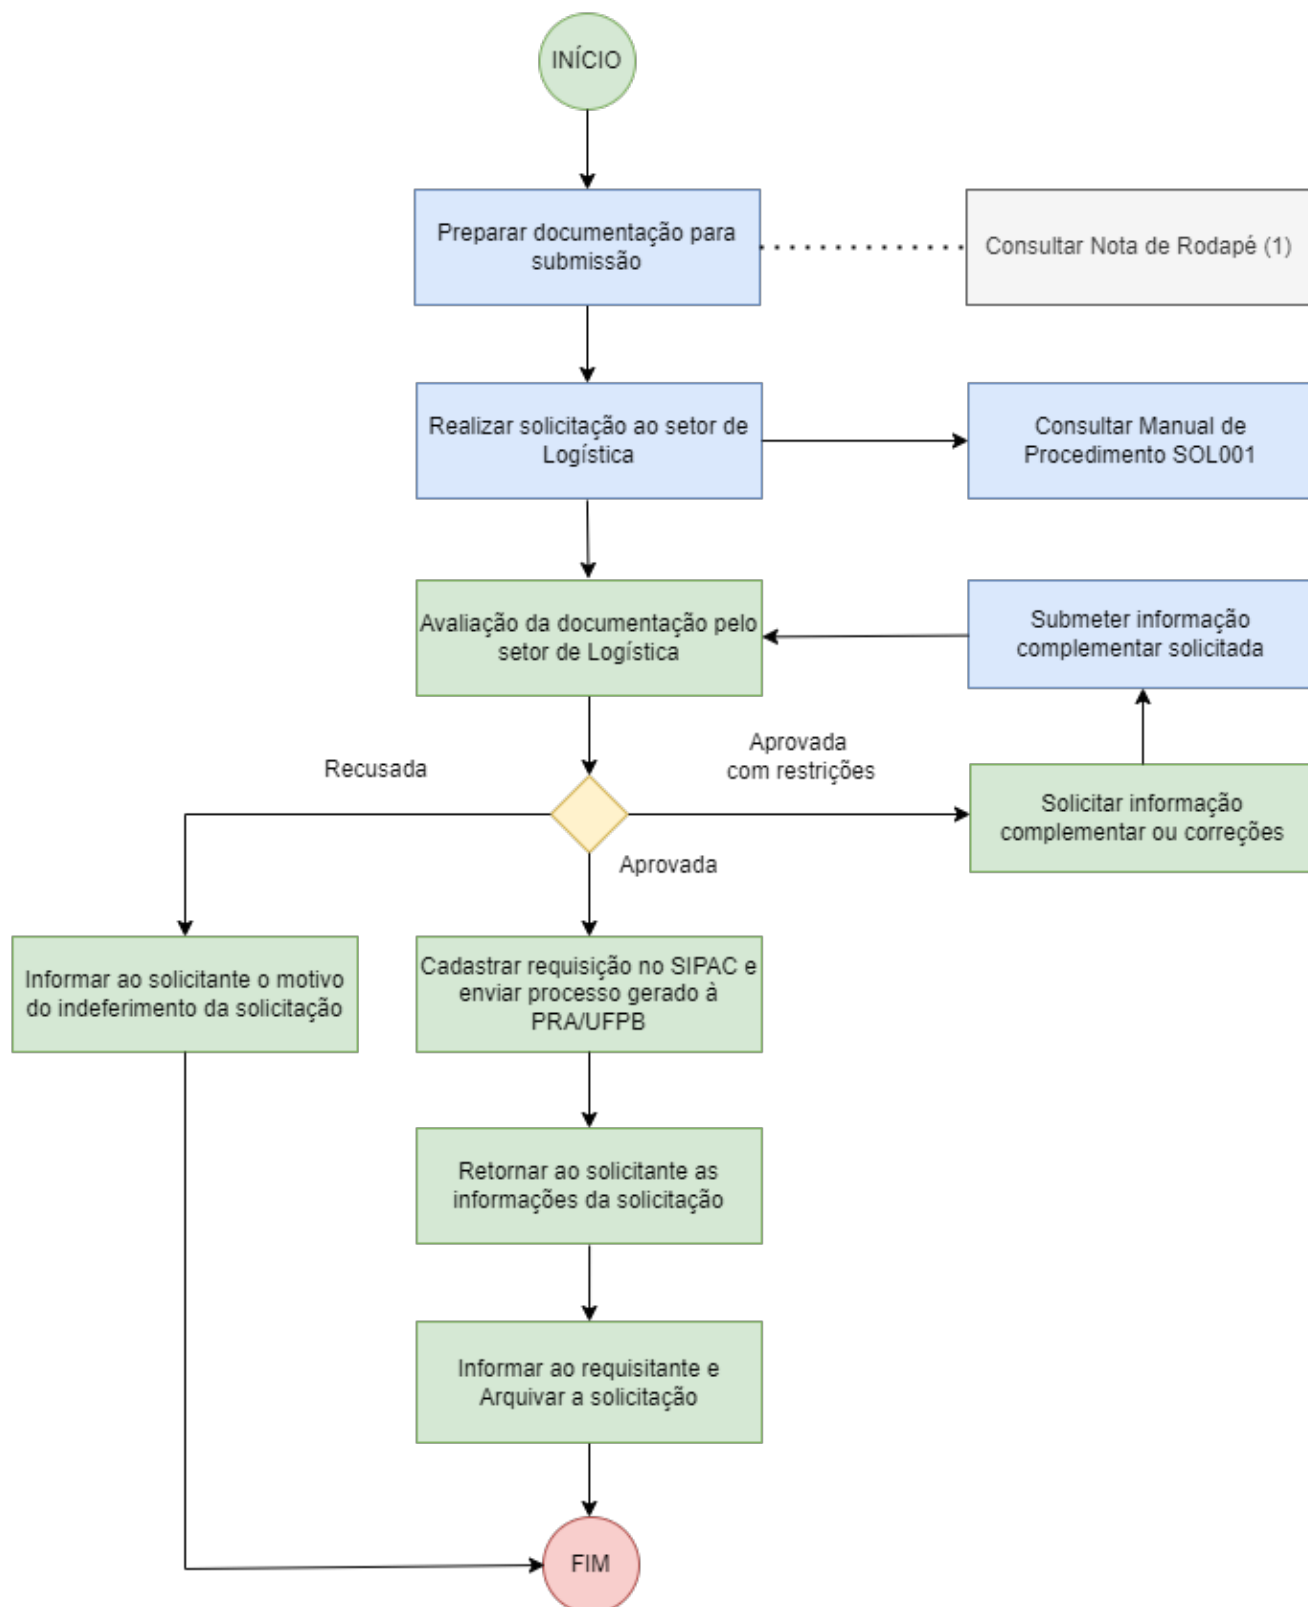 INÍCIO
Preparar documentação para
submissão
Consultar Nota de Rodapé (1)
Realizar solicitação ao setor de
Logística
Consultar Manual de
Procedimento SOL001
Avaliação da documentação pelo
setor de Logística
Submeter informação
complementar solicitada
Recusada
Aprovada
com restrições
Solicitar informação
complementar ou correções
Aprovada
Informar ao solicitante o motivo
do indeferimento da solicitação
Cadastrar requisição no SIPAC e
enviar processo gerado à
PRA/UFPB
Retornar ao solicitante as
informações da solicitação
Informar ao requisitante e
Arquivar a solicitação
FIM